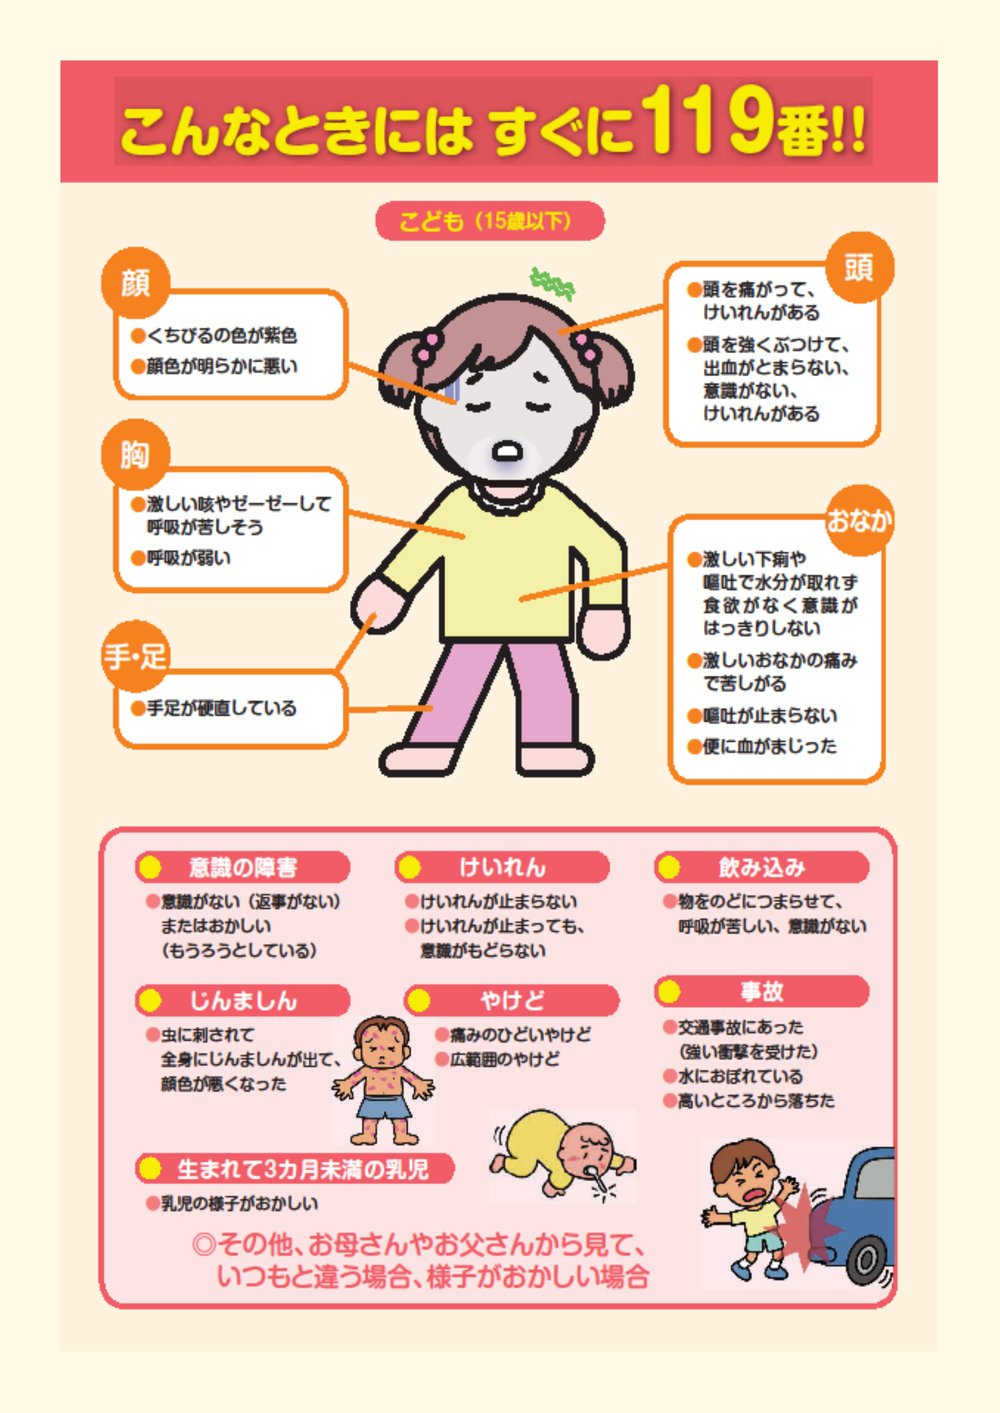 こんなときには すぐに119番!!
こども（15歳以下）
顔
●くちびるの色が紫色
●顔色が明らかに悪い
胸
●激しい咳やゼーゼーして
呼吸が苦しそう
●呼吸が弱い
手・足
●手足が硬直している
頭
●頭を痛がって、
けいれんがある
●頭を強くぶつけて、
出血がとまらない、
意識がない、
けいれんがある
おなか
●激しい下痢や
嘔吐で水分が取れず
食欲がなく意識が
はっきりしない
●激しいおなかの痛み
で苦しがる
●嘔吐が止まらない
●便に血がまじった
意識の障害
●意識がない（返事がない）
またはおかしい
（もうろうとしている）
けいれん
●けいれんが止まらない
●けいれんが止まっても、
意識がもどらない
飲み込み
●物をのどにつまらせて、
呼吸が苦しい、意識がない
じんましん
●虫に刺されて
全身にじんましんが出て、
顔色が悪くなった
やけど
●痛みのひどいやけど
●広範囲のやけど
事故
●交通事故にあった
（強い衝撃を受けた）
●水におぼれている
●高いところから落ちた
生まれて3カ月未満の乳児
●乳児の様子がおかしい
◎その他、お母さんやお父さんから見て、
いつもと違う場合、様子がおかしい場合